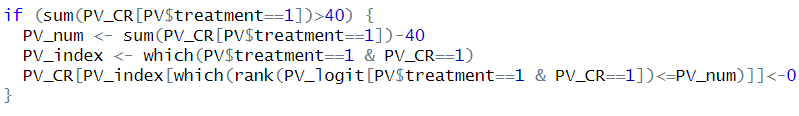 if (sum(PV_CR[PV$treatment==1])>40) {
  PV_num <- sum(PV_CR[PV$treatment==1])-40
  PV_index <- which(PV$treatment==1 & PV_CR==1)
  PV_CR[PV_index[which(rank(PV_logit[PV$treatment==1 & PV_CR==1])<=PV_num)]]<-0
}